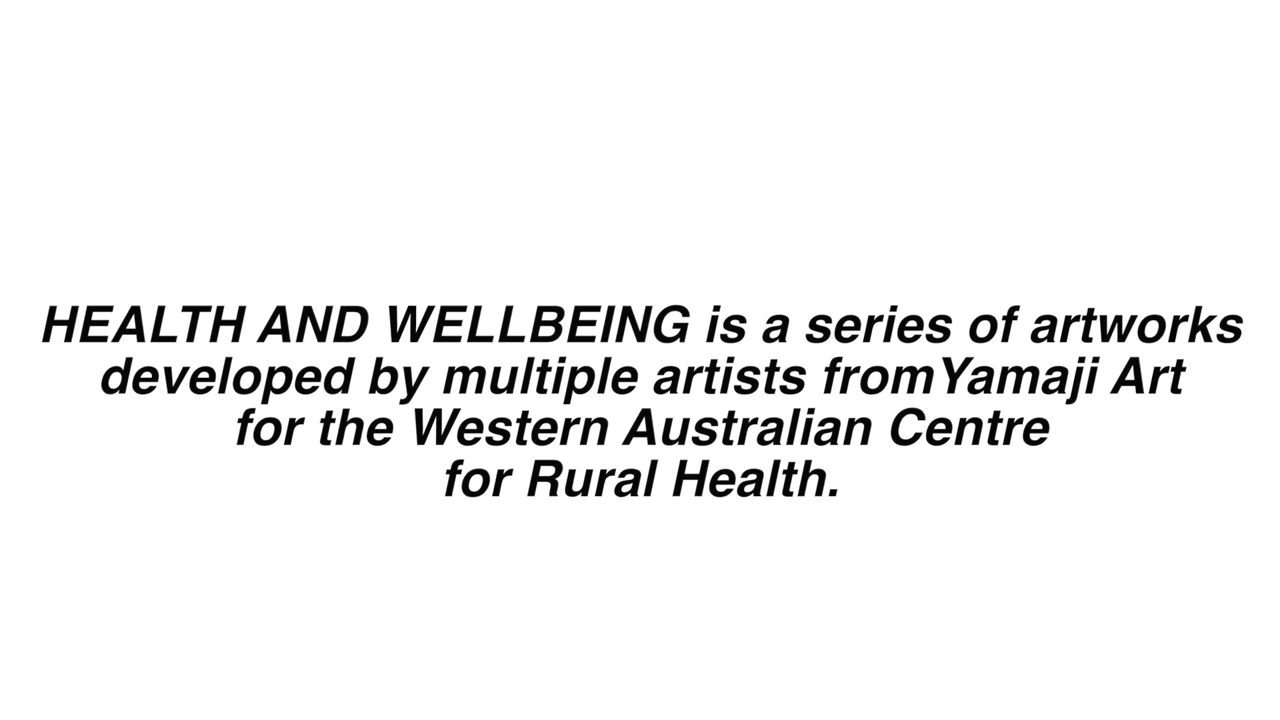 HEALTH AND WELLBEING is a series of artworks
developed by multiple artists fromYamaji Art
for the Western Australian Centre
for Rural Health.